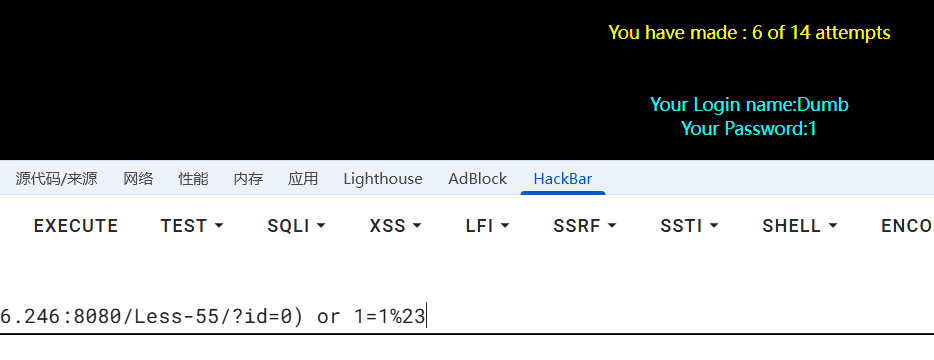 You have made : 6 of 14 attempts
Your Login name:Dumb
Your Password:1
源代码/来源 网络 性能 内存 应用 Lighthouse AdBlock HackBar
EXECUTE TEST SQLI XSS LFI SSRF SSTI SHELL ENCO
6.246:8080/Less-55/?id=0) or 1=1%23